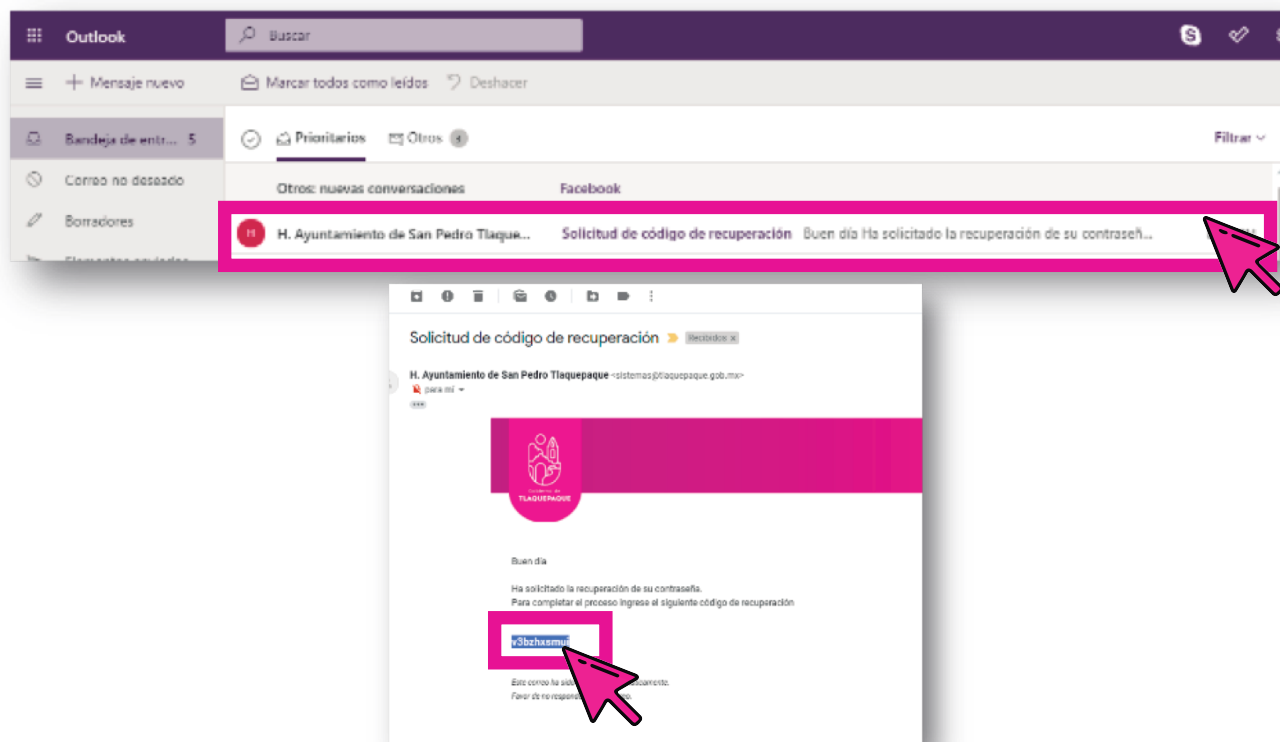 Outlook
Buscar
Mensaje nuevo
Marcar todos como leídos
Deshacer
Bandeja de entr... 5
Prioritarios
Otros
Filtrar
Correo no deseado
Otros: nuevas conversaciones
Facebook
Borradores
H
H. Ayuntamiento de San Pedro Tlaque...
Solicitud de código de recuperación
Buen día Ha solicitado la recuperación de su contraseñ...
Elementos enviados
Solicitud de código de recuperación
Recibidos x
H. Ayuntamiento de San Pedro Tlaquepaque <sistemas@tlaquepaque.gob.mx>
para mí
Gobierno de
TLAQUEPAQUE
Buen día
Ha solicitado la recuperación de su contraseña.
Para completar el proceso ingrese el siguiente código de recuperación
v3bzhxsmui
Este correo ha sido
Favor de no